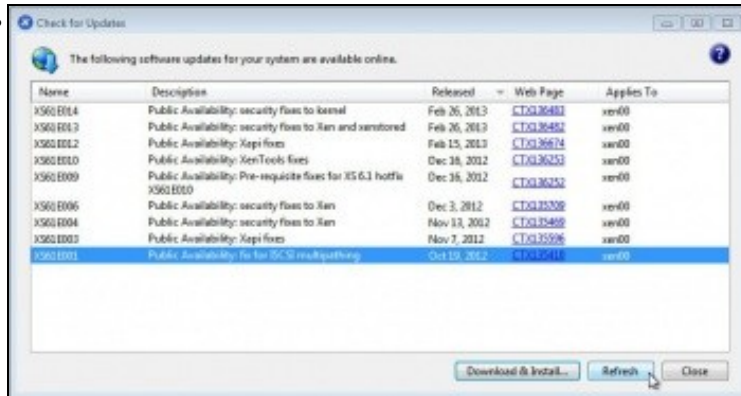 Check for Updates
The following software updates for your system are available online.
Name Description Released Web Page Applies To
XS61E014 Public Availability: security fixes to kernel Feb 26, 2013 CTX136483 xen00
XS61E013 Public Availability: security fixes to Xen and xenstored Feb 26, 2013 CTX136482 xen00
XS61E012 Public Availability: Xapi fixes Feb 15, 2013 CTX136674 xen00
XS61E010 Public Availability: XenTools fixes Dec 16, 2012 CTX136253 xen00
XS61E009 Public Availability: Pre-requisite fixes for XS 6.1 hotfix Dec 16, 2012 CTX136252 xen00
XS61E010
XS61E006 Public Availability: security fixes to Xen Dec 3, 2012 CTX135709 xen00
XS61E004 Public Availability: security fixes to Xen Nov 13, 2012 CTX135469 xen00
XS61E003 Public Availability: Xapi fixes Nov 7, 2012 CTX135596 xen00
XS61E001 Public Availability: fix for ISCSI multipathing Oct 19, 2012 CTX135410 xen00
Download & Install... Refresh Close